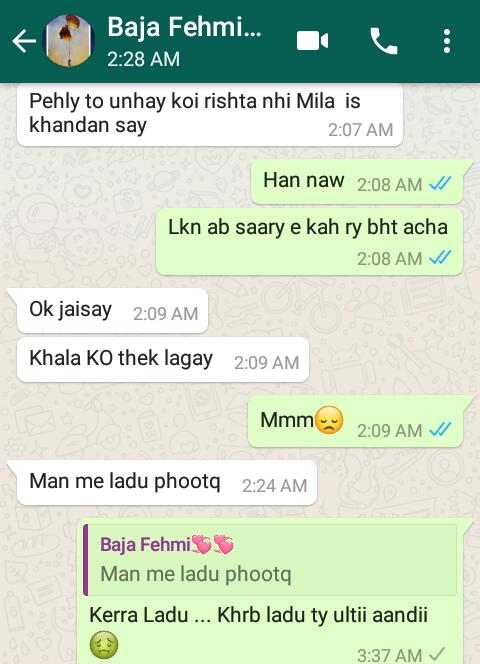 Baja Fehmi...
2:28 AM
Pehly to unhay koi rishta nhi Mila is
khandan say
2:07 AM
Han naw 2:08 AM
Lkn ab saary e kah ry bht acha
2:08 AM
Ok jaisay 2:09 AM
Khala KO thek lagay 2:09 AM
Mmm😞 2:09 AM
Man me ladu phootq 2:24 AM
Baja Fehmi💞💞
Man me ladu phootq
Kerra Ladu ... Khrb ladu ty ultii aandii
🤢 3:37 AM